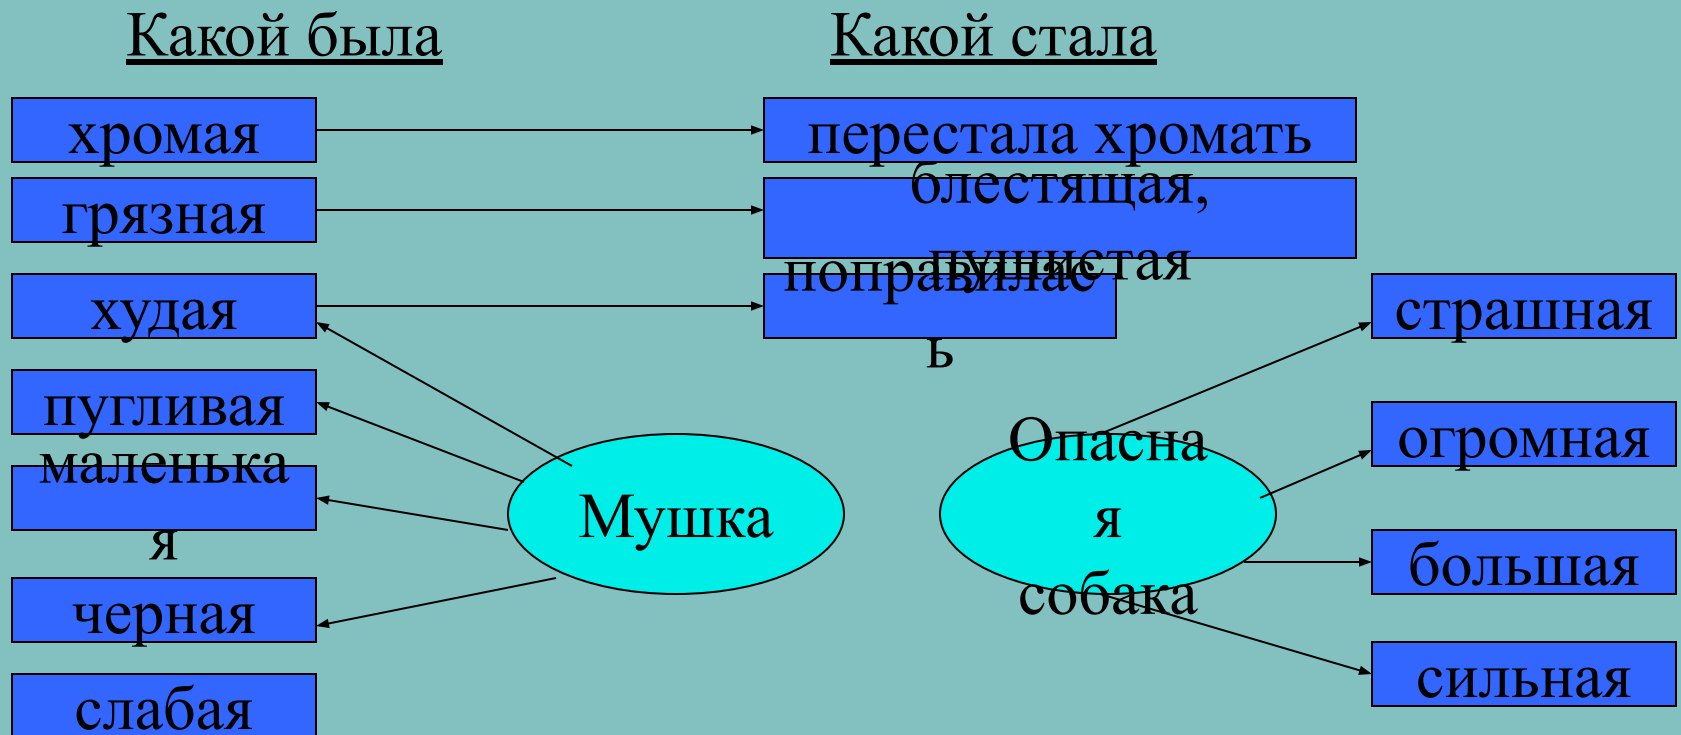 Какой была
Какой стала
хромая
перестала хромать
грязная
блестящая,
пушистая
худая
поправилас
ь
страшная
пугливая
огромная
маленька
я
Мушка
Опасна
я
собака
большая
черная
сильная
слабая